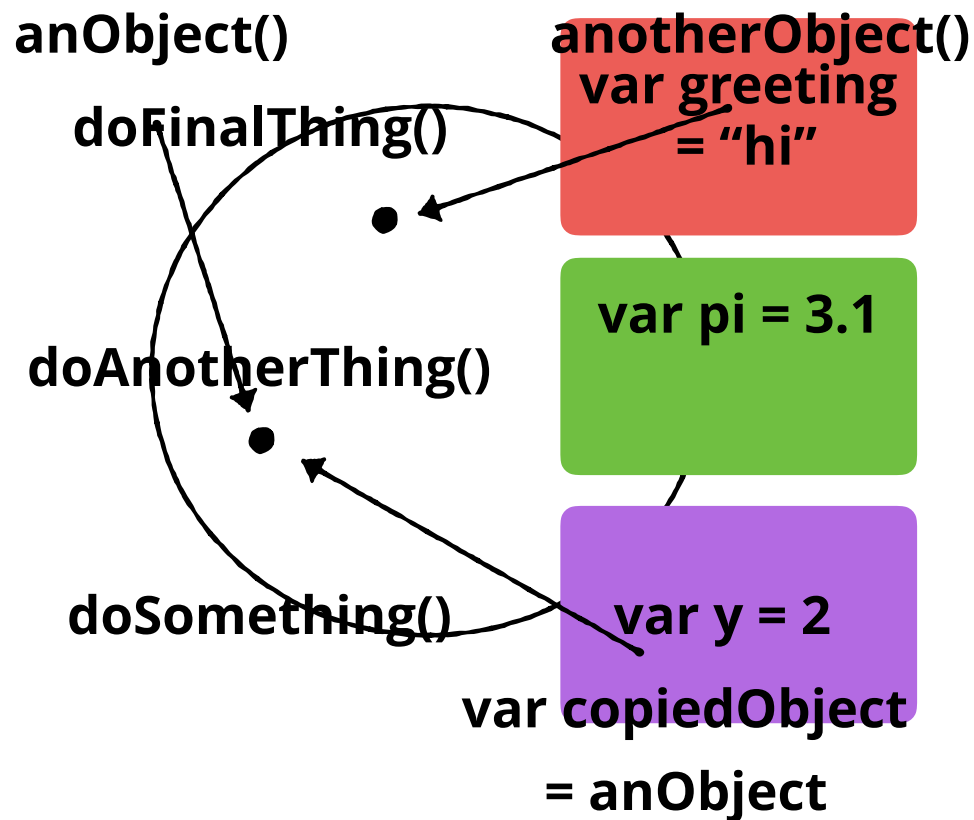 anObject()
anotherObject()
var greeting
= “hi”
doFinalThing()
var pi = 3.1
doAnotherThing()
doSomething()
var y = 2
var copiedObject
= anObject